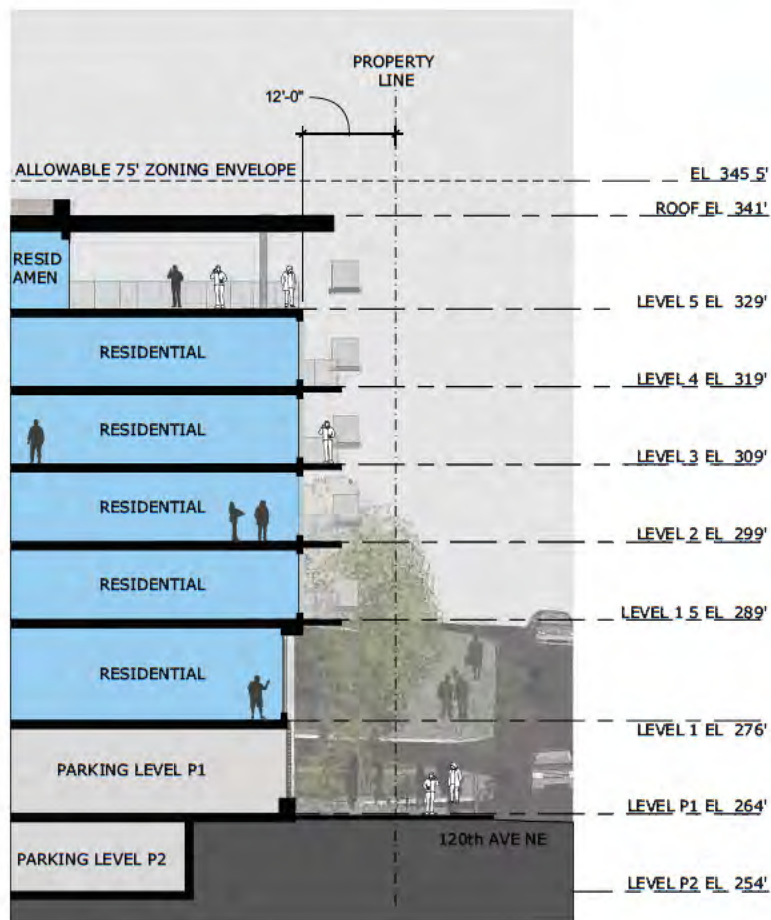 PROPERTY
LINE
12'-0"
ALLOWABLE 75' ZONING ENVELOPE
EL 345 5'
ROOF EL 341'
RESID
AMEN
LEVEL 5 EL 329'
RESIDENTIAL
LEVEL 4 EL 319'
RESIDENTIAL
LEVEL 3 EL 309'
RESIDENTIAL
LEVEL 2 EL 299'
RESIDENTIAL
LEVEL 1 5 EL 289'
RESIDENTIAL
LEVEL 1 EL 276'
PARKING LEVEL P1
LEVEL P1 EL 264'
120th AVE NE
PARKING LEVEL P2
LEVEL P2 EL 254'